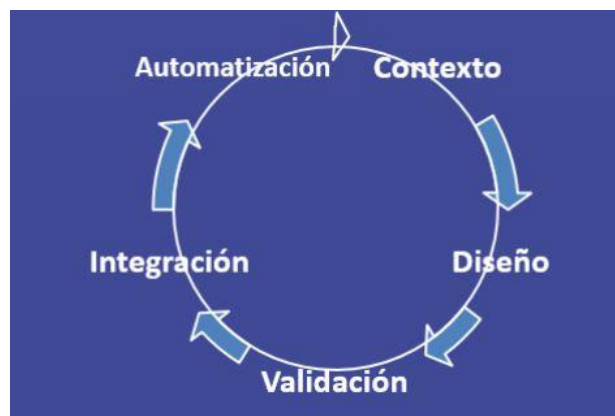 Automatización
Contexto
Integración
Diseño
Validación